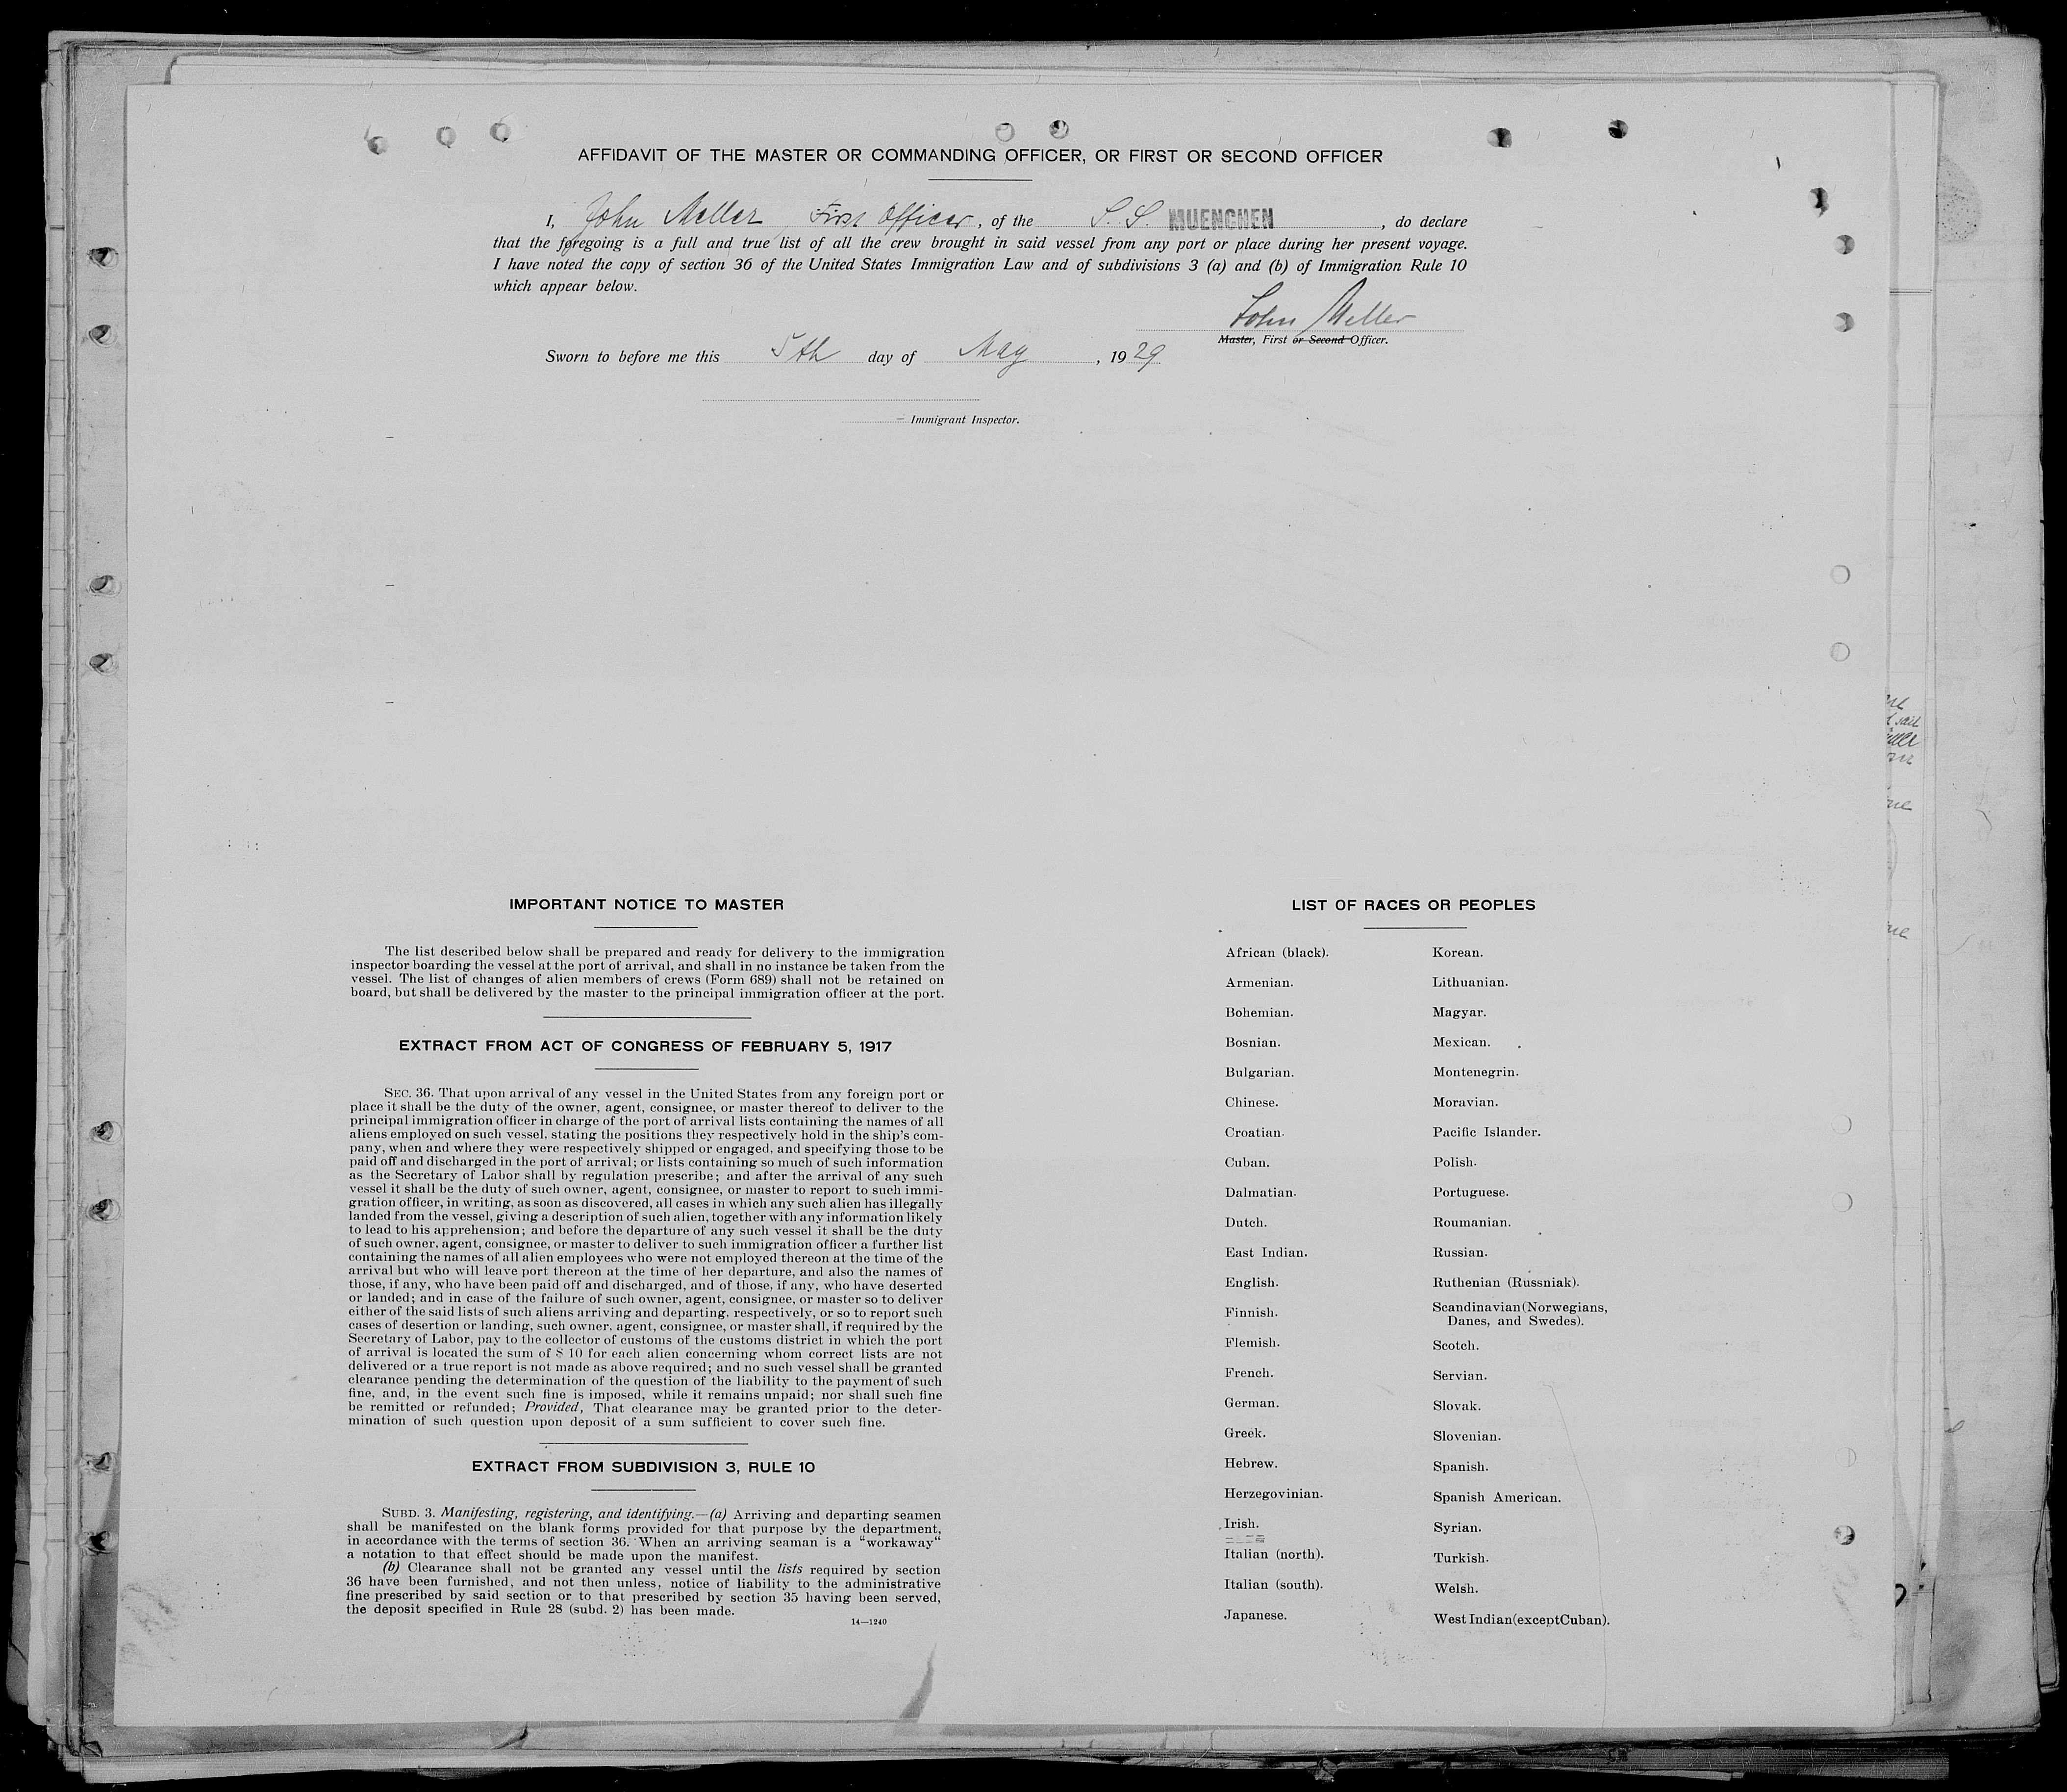 AFFIDAVIT OF THE MASTER OR COMMANDING OFFICER, OR FIRST OR SECOND OFFICER
I, John Meller, First Officer, of the S. S. MUENCHEN, do declare
that the foregoing is a full and true list of all the crew brought in said vessel from any port or place during her present voyage.
I have noted the copy of section 36 of the United States Immigration Law and of subdivisions 3 (a) and (b) of Immigration Rule 10
which appear below.
John Meller
Master, First or Second Officer.
Sworn to before me this 5th day of May, 1929
Immigrant Inspector.
IMPORTANT NOTICE TO MASTER
The list described below shall be prepared and ready for delivery to the immigration
inspector boarding the vessel at the port of arrival, and shall in no instance be taken from the
vessel. The list of changes of alien members of crews (Form 689) shall not be retained on
board, but shall be delivered by the master to the principal immigration officer at the port.
EXTRACT FROM ACT OF CONGRESS OF FEBRUARY 5, 1917
SEC. 36. That upon arrival of any vessel in the United States from any foreign port or
place it shall be the duty of the owner, agent, consignee, or master thereof to deliver to the
principal immigration officer in charge of the port of arrival lists containing the names of all
aliens employed on such vessel, stating the positions they respectively hold in the ship's com-
pany, when and where they were respectively shipped or engaged, and specifying those to be
paid off and discharged in the port of arrival; or lists containing so much of such information
as the Secretary of Labor shall by regulation prescribe; and after the arrival of any such
vessel it shall be the duty of such owner, agent, consignee, or master to report to such immi-
gration officer, in writing, as soon as discovered, all cases in which any such alien has illegally
landed from the vessel, giving a description of such alien, together with any information likely
to lead to his apprehension; and before the departure of any such vessel it shall be the duty
of such owner, agent, consignee, or master to deliver to such immigration officer a further list
containing the names of all alien employees who were not employed thereon at the time of the
arrival but who will leave port thereon at the time of her departure, and also the names of
those, if any, who have been paid off and discharged, and of those, if any, who have deserted
or landed; and in case of the failure of such owner, agent, consignee, or master so to deliver
either of the said lists of such aliens arriving and departing, respectively, or so to report such
cases of desertion or landing, such owner, agent, consignee, or master shall, if required by the
Secretary of Labor, pay to the collector of customs of the customs district in which the port
of arrival is located the sum of $ 10 for each alien concerning whom correct lists are not
delivered or a true report is not made as above required; and no such vessel shall be granted
clearance pending the determination of the question of the liability to the payment of such
fine, and, in the event such fine is imposed, while it remains unpaid; nor shall such fine
be remitted or refunded; Provided, That clearance may be granted prior to the deter-
mination of such question upon deposit of a sum sufficient to cover such fine.
EXTRACT FROM SUBDIVISION 3, RULE 10
SUBD. 3. Manifesting, registering, and identifying.—(a) Arriving and departing seamen
shall be manifested on the blank forms provided for that purpose by the department,
in accordance with the terms of section 36. When an arriving seaman is a "workaway"
a notation to that effect should be made upon the manifest.
(b) Clearance shall not be granted any vessel until the lists required by section
36 have been furnished, and not then unless, notice of liability to the administrative
fine prescribed by said section or to that prescribed by section 35 having been served,
the deposit specified in Rule 28 (subd. 2) has been made.
14—1240
LIST OF RACES OR PEOPLES
African (black).
Armenian.
Bohemian.
Bosnian.
Bulgarian.
Chinese.
Croatian.
Cuban.
Dalmatian.
Dutch.
East Indian.
English.
Finnish.
Flemish.
French.
German.
Greek.
Hebrew.
Herzegovinian.
Irish.
Italian (north).
Italian (south).
Japanese.
Korean.
Lithuanian.
Magyar.
Mexican.
Montenegrin.
Moravian.
Pacific Islander.
Polish.
Portuguese.
Roumanian.
Russian.
Ruthenian (Russniak).
Scandinavian (Norwegians,
Danes, and Swedes).
Scotch.
Servian.
Slovak.
Slovenian.
Spanish.
Spanish American.
Syrian.
Turkish.
Welsh.
West Indian (except Cuban).